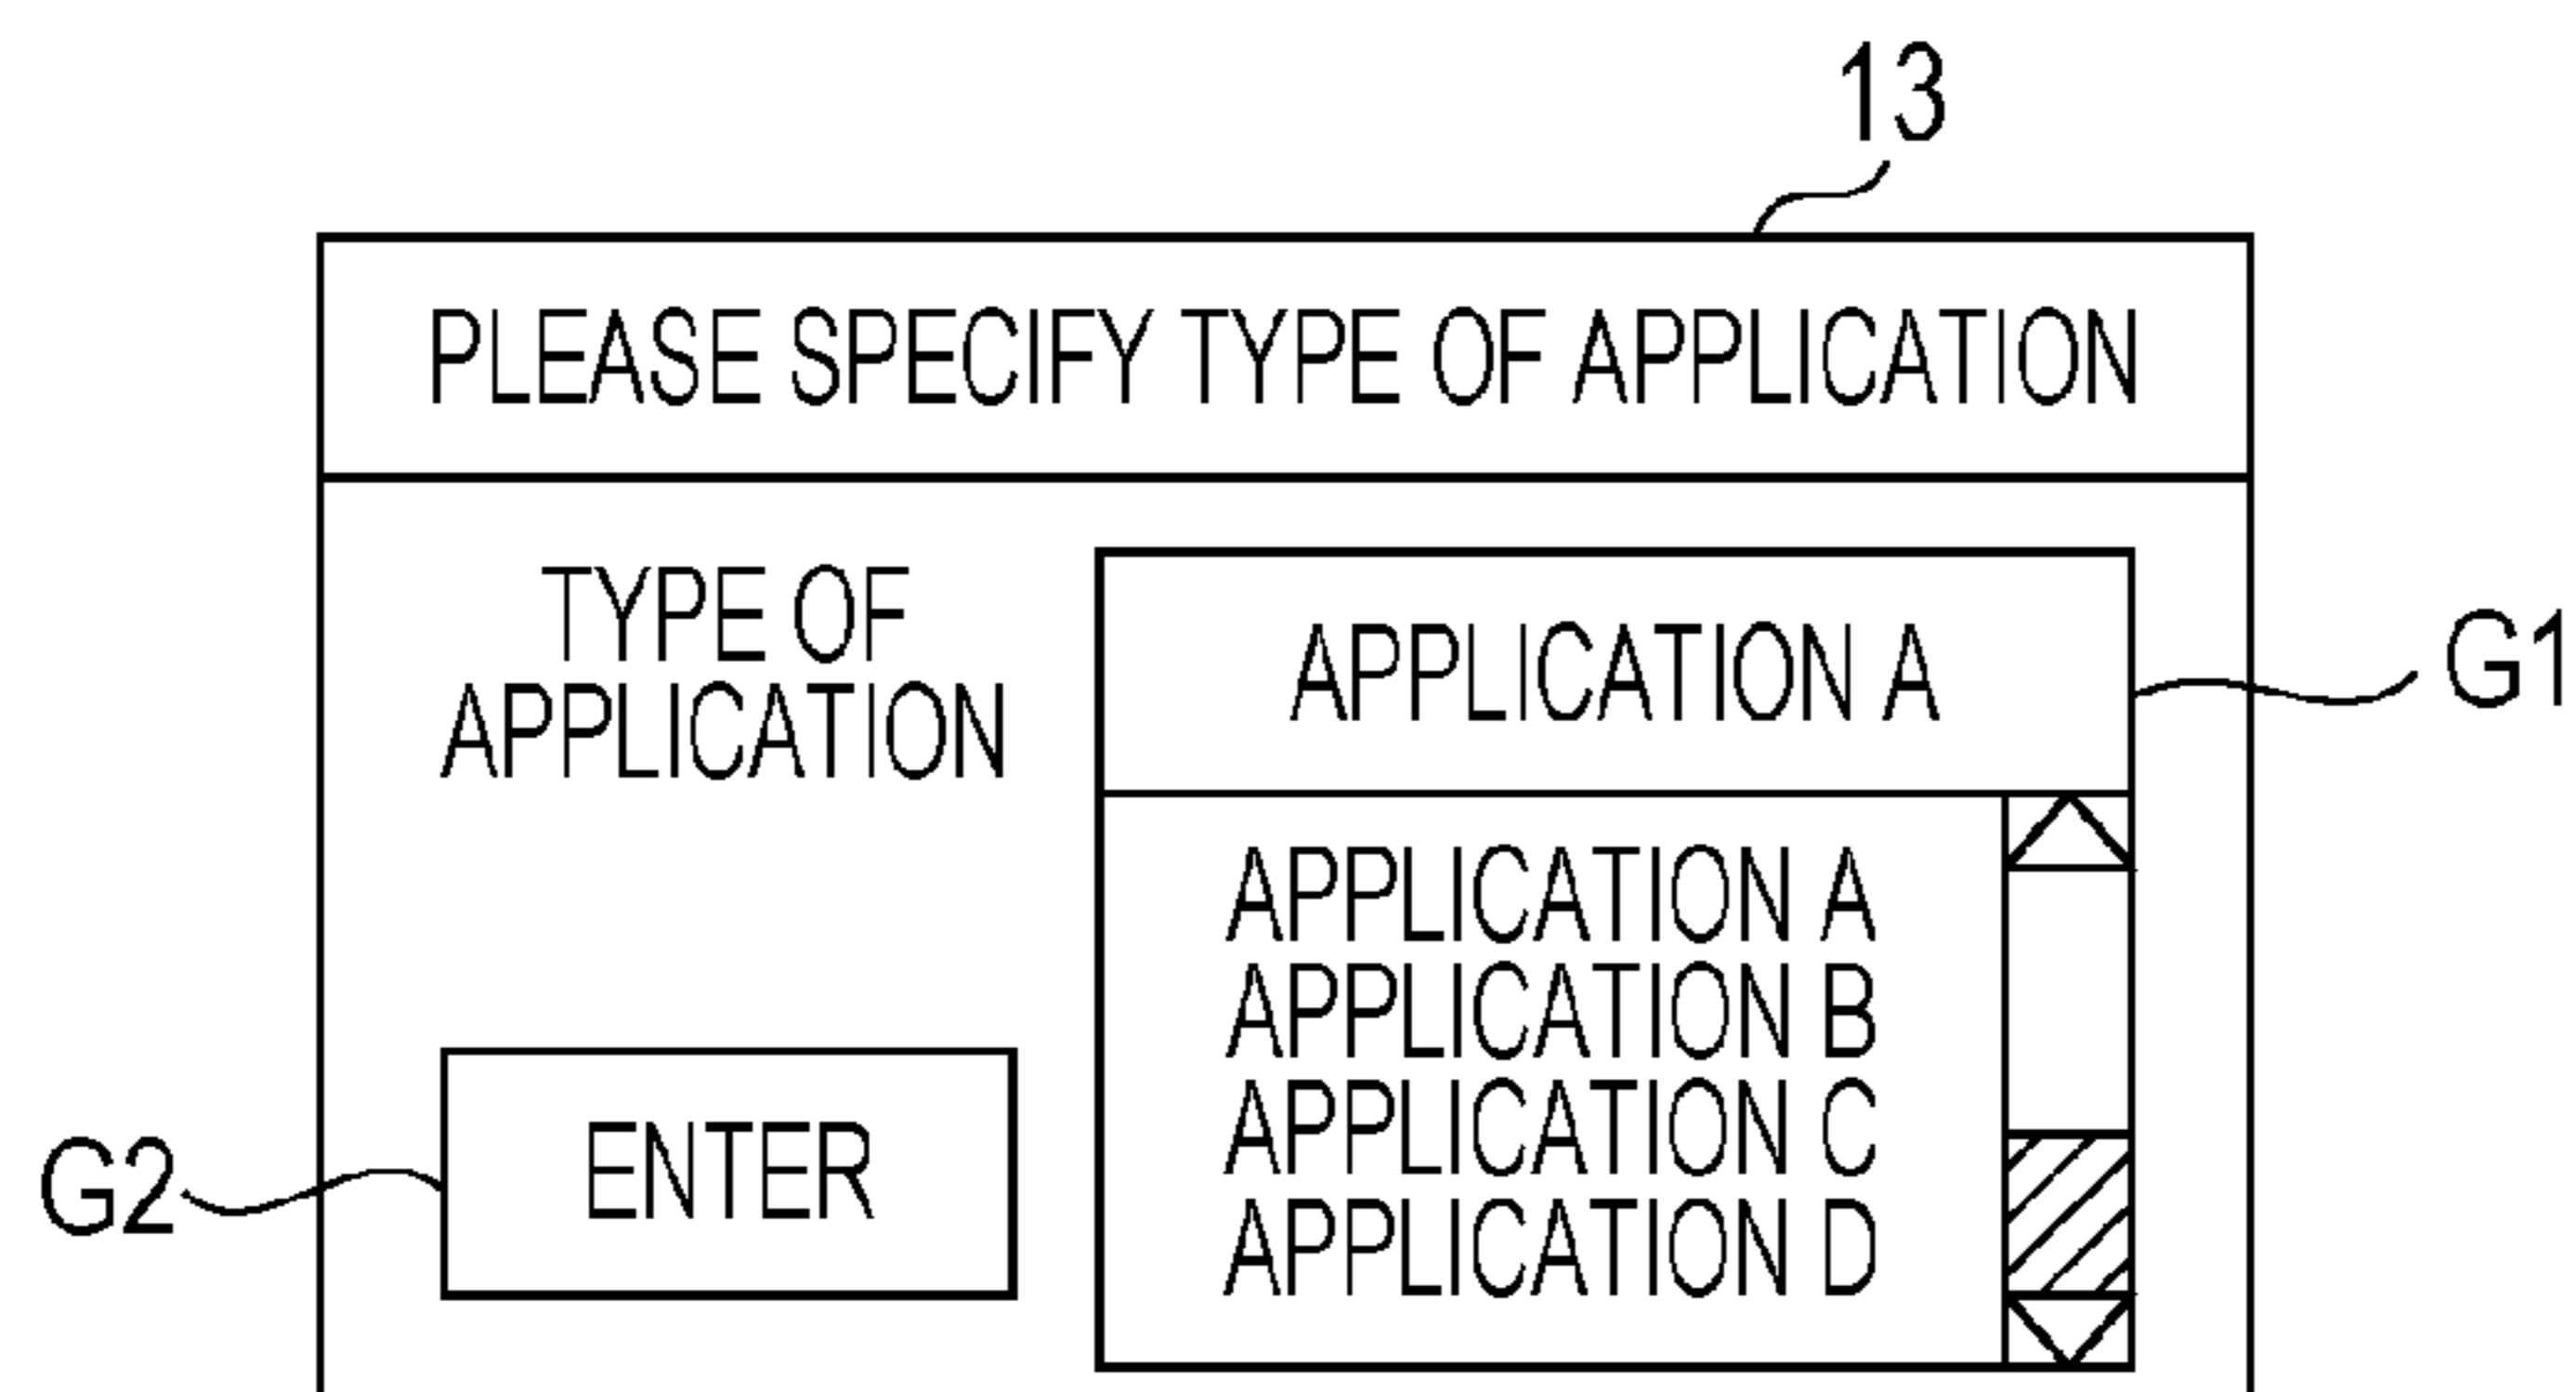 13
PLEASE SPECIFY TYPE OF APPLICATION
TYPE OF
APPLICATION
APPLICATION A
G1
APPLICATION A
APPLICATION B
APPLICATION C
APPLICATION D
ENTER
G2